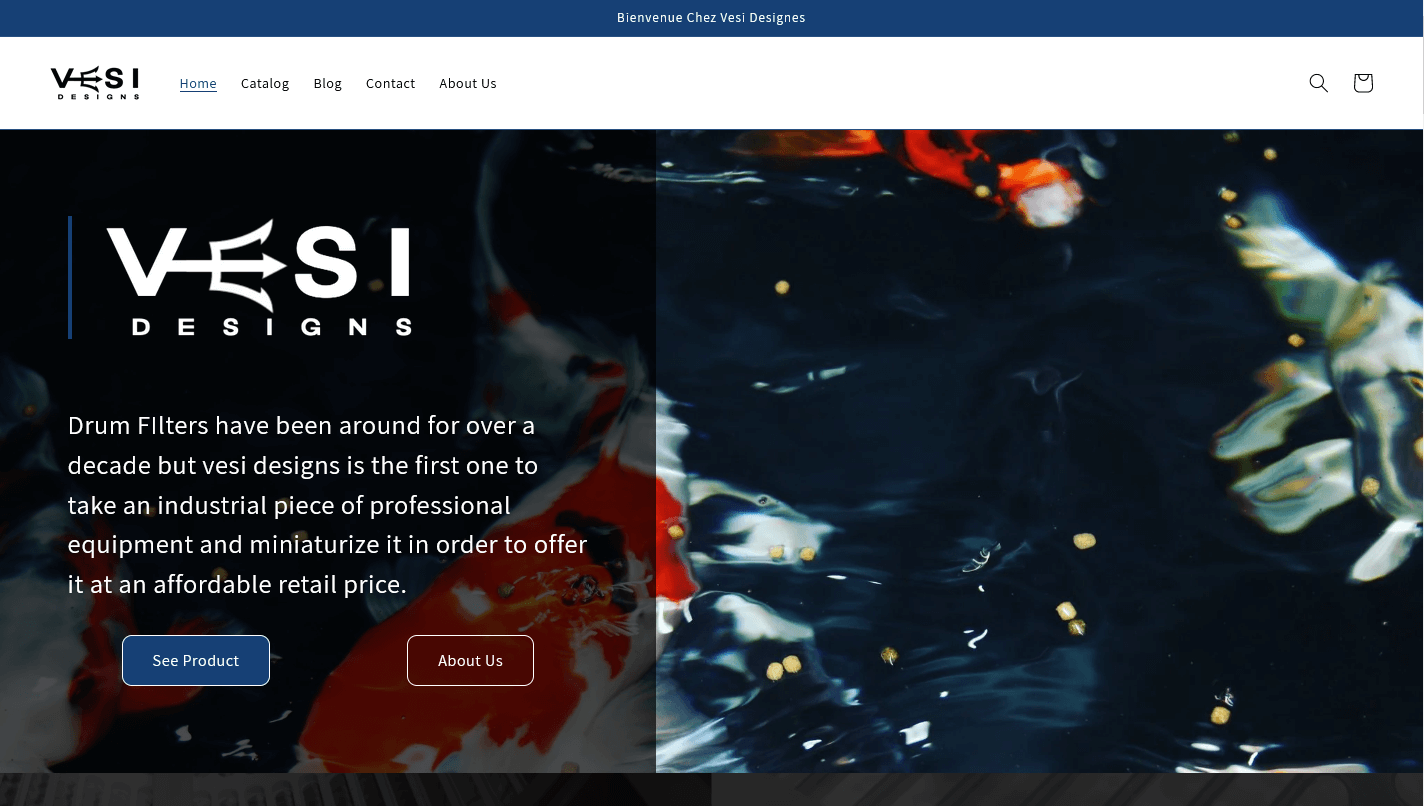 Bienvenue Chez Vesi Designes
VESI
DESIGNS
Home Catalog Blog Contact About Us
VESI
DESIGNS
Drum FIlters have been around for over a
decade but vesi designs is the first one to
take an industrial piece of professional
equipment and miniaturize it in order to offer
it at an affordable retail price.
See Product About Us